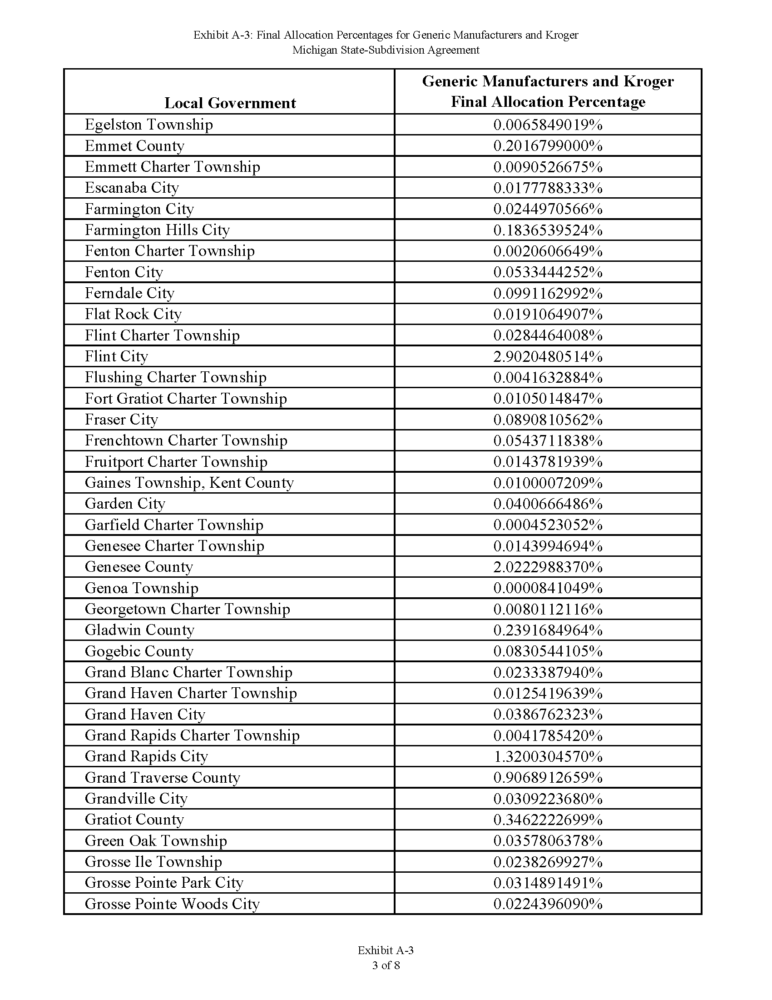 Exhibit A-3: Final Allocation Percentages for Generic Manufacturers and Kroger
Michigan State-Subdivision Agreement
Local Government
Generic Manufacturers and Kroger
Final Allocation Percentage
Egelston Township 0.0065849019%
Emmet County 0.2016799000%
Emmett Charter Township 0.0090526675%
Escanaba City 0.0177788333%
Farmington City 0.0244970566%
Farmington Hills City 0.1836539524%
Fenton Charter Township 0.0020606649%
Fenton City 0.0533444252%
Ferndale City 0.0991162992%
Flat Rock City 0.0191064907%
Flint Charter Township 0.0284464008%
Flint City 2.9020480514%
Flushing Charter Township 0.0041632884%
Fort Gratiot Charter Township 0.0105014847%
Fraser City 0.0890810562%
Frenchtown Charter Township 0.0543711838%
Fruitport Charter Township 0.0143781939%
Gaines Township, Kent County 0.0100007209%
Garden City 0.0400666486%
Garfield Charter Township 0.0004523052%
Genesee Charter Township 0.0143994694%
Genesee County 2.0222988370%
Genoa Township 0.0000841049%
Georgetown Charter Township 0.0080112116%
Gladwin County 0.2391684964%
Gogebic County 0.0830544105%
Grand Blanc Charter Township 0.0233387940%
Grand Haven Charter Township 0.0125419639%
Grand Haven City 0.0386762323%
Grand Rapids Charter Township 0.0041785420%
Grand Rapids City 1.3200304570%
Grand Traverse County 0.9068912659%
Grandville City 0.0309223680%
Gratiot County 0.3462222699%
Green Oak Township 0.0357806378%
Grosse Ile Township 0.0238269927%
Grosse Pointe Park City 0.0314891491%
Grosse Pointe Woods City 0.0224396090%
Exhibit A-3
3 of 8